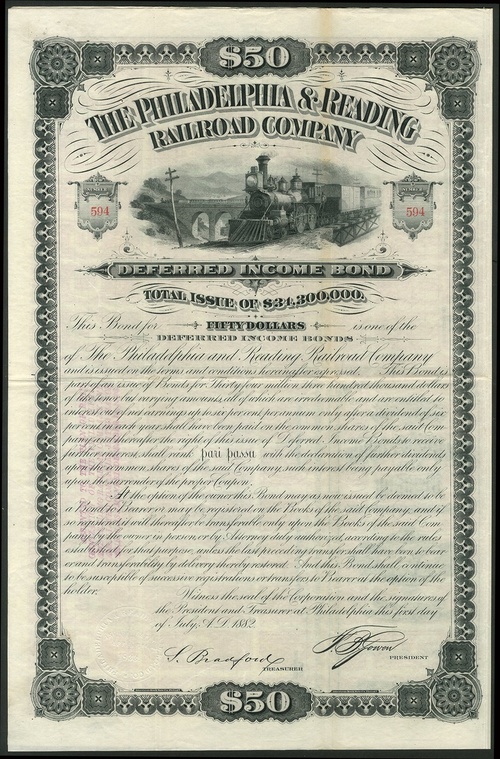 $50
THE PHILADELPHIA & READING
RAILROAD COMPANY
NUMBER NUMBER
594 594
DEFERRED INCOME BOND
TOTAL ISSUE OF $34,300,000.
This Bond for FIFTY DOLLARS is one of the
DEFERRED INCOME BONDS
of The Philadelphia and Reading Railroad Company
and is issued on the terms and conditions hereinafter expressed. This Bond is
part of an issue of Bonds for Thirty four million three hundred thousand dollars
of this tenor but varying amounts, all of which are irredeemable and are entitled to
interest out of net earnings up to six per cent per annum only after a dividend of six
per cent in each year shall have been paid on the common shares of the said Com
pany and thereafter the right of this issue of Deferred Income Bonds to receive
further interest shall rank pari passu with the declaration of further dividends
upon the common shares of the said Company, such interest being payable only
upon the surrender of the proper Coupon.
At the option of the owner this Bond may as now issued be deemed to be
a Bond to Bearer or may be registered on the Books of the said Company, and if
so registered it will thereafter be transferable only upon the Books of the said Com
pany by the owner in person or by Attorney duly authorized, according to the rules
established for that purpose, unless the last preceding transfer shall have been to bear
er and transferability by delivery thereby restored. And this Bond shall continue
to be susceptible of successive registrations or transfers to Bearer at the option of the
holder.
Witness the seal of the Corporation and the signatures of
the President and Treasurer at Philadelphia this first day
of July, A.D. 1882
S. Bradford
TREASURER
F. B. Gowen
PRESIDENT
$50